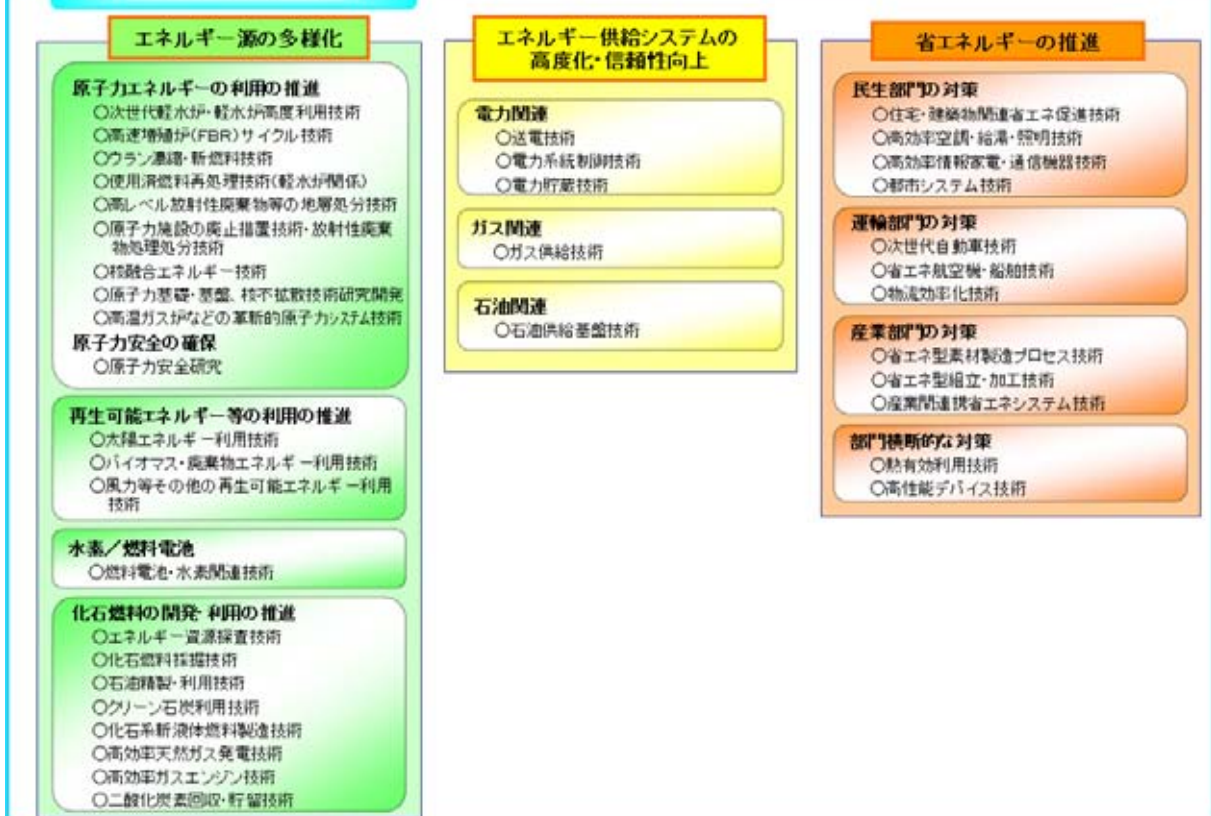 エネルギー源の多様化
原子力エネルギーの利用の推進
○次世代軽水炉・軽水炉高度利用技術
○高速増殖炉(FBR)サイクル技術
○ウラン濃縮・新燃料技術
○使用済燃料再処理技術(軽水炉関係)
○高レベル放射性廃棄物等の地層処分技術
○原子力施設の廃止措置技術・放射性廃棄
物処理処分技術
○核融合エネルギー技術
○原子力基礎・基盤、核不拡散技術研究開発
○高温ガス炉などの革新的原子力システム技術
原子力安全の確保
○原子力安全研究
再生可能エネルギー等の利用の推進
○太陽エネルギー利用技術
○バイオマス・廃棄物エネルギー利用技術
○風力等その他の再生可能エネルギー利用
技術
水素／燃料電池
○燃料電池・水素関連技術
化石燃料の開発・利用の推進
○エネルギー資源探査技術
○化石燃料採掘技術
○石油精製・利用技術
○クリーン石炭利用技術
○化石系新液体燃料製造技術
○高効率天然ガス発電技術
○高効率ガスエンジン技術
○二酸化炭素回収・貯留技術
エネルギー供給システムの
高度化・信頼性向上
電力関連
○送電技術
○電力系統制御技術
○電力貯蔵技術
ガス関連
○ガス供給技術
石油関連
○石油供給基盤技術
省エネルギーの推進
民生部門の対策
○住宅・建築物関連省エネ促進技術
○高効率空調・給湯・照明技術
○高効率情報家電・通信機器技術
○都市システム技術
運輸部門の対策
○次世代自動車技術
○省エネ航空機・船舶技術
○物流効率化技術
産業部門の対策
○省エネ型素材製造プロセス技術
○省エネ型組立・加工技術
○産業間連携省エネシステム技術
部門横断的な対策
○熱有効利用技術
○高性能デバイス技術